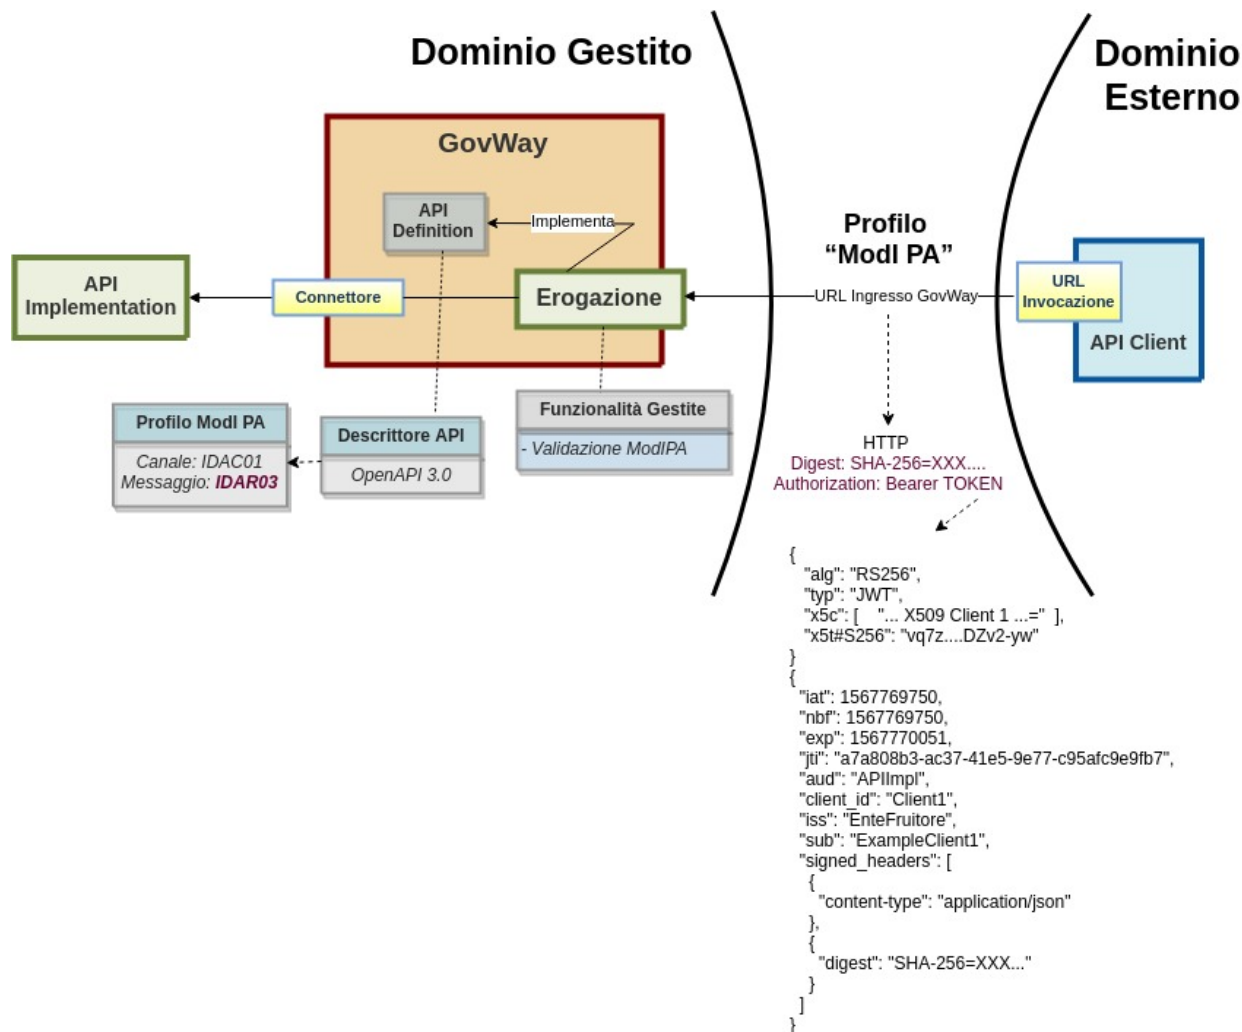 Dominio Gestito
Dominio
Esterno
GovWay
API
Definition
Implementa
Profilo
“ModI PA”
API
Implementation
Connettore
Erogazione
URL Ingresso GovWay
URL
Invocazione
API Client
Profilo ModI PA
Canale: IDAC01
Messaggio: IDAR03
Descrittore API
OpenAPI 3.0
Funzionalità Gestite
- Validazione ModIPA
HTTP
Digest: SHA-256=XXX....
Authorization: Bearer TOKEN
{
"alg": "RS256",
"typ": "JWT",
"x5c": [ "... X509 Client 1 ...=" ],
"x5t#S256": "vq7z....DZv2-yw"
}
{
"iat": 1567769750,
"nbf": 1567769750,
"exp": 1567770051,
"jti": "a7a808b3-ac37-41e5-9e77-c95afc9e9fb7",
"aud": "APIImpl",
"client_id": "Client1",
"iss": "EnteFruitore",
"sub": "ExampleClient1",
"signed_headers": [
{
"content-type": "application/json"
},
{
"digest": "SHA-256=XXX..."
}
]
}